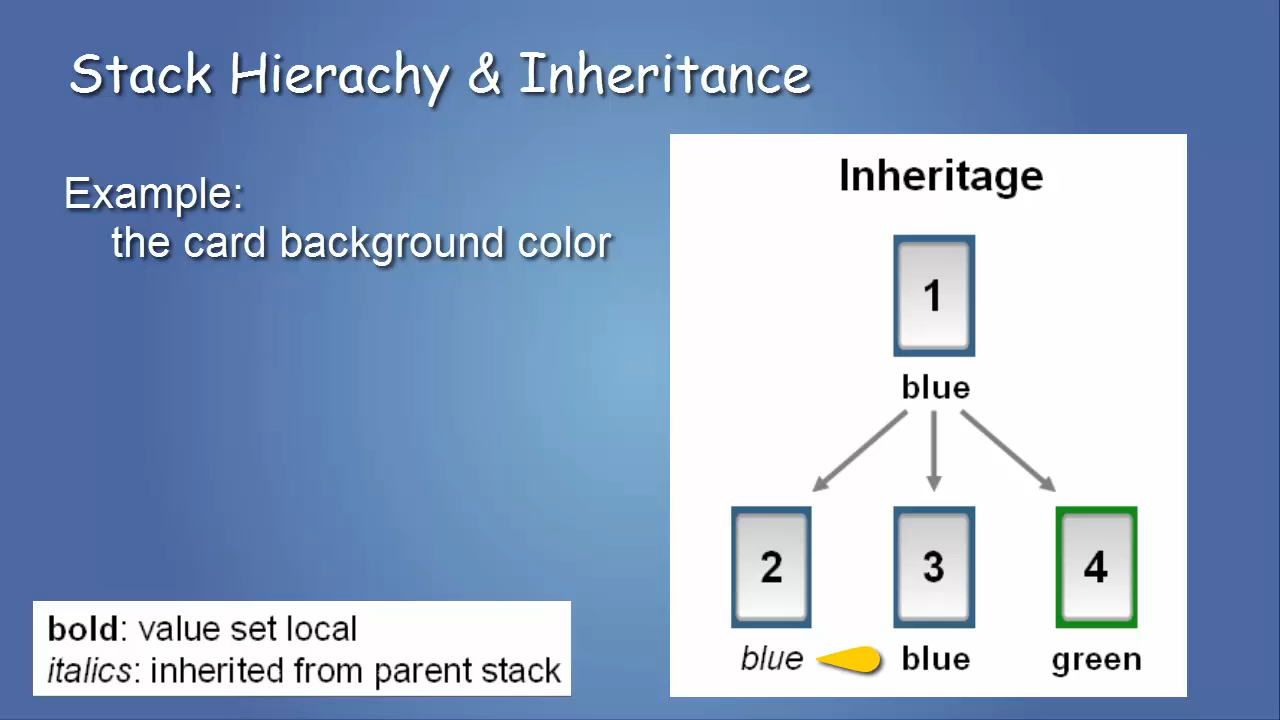 Stack Hierachy & Inheritance
Example:
the card background color
Inheritage
1
blue
2 3 4
blue blue green
bold: value set local
italics: inherited from parent stack